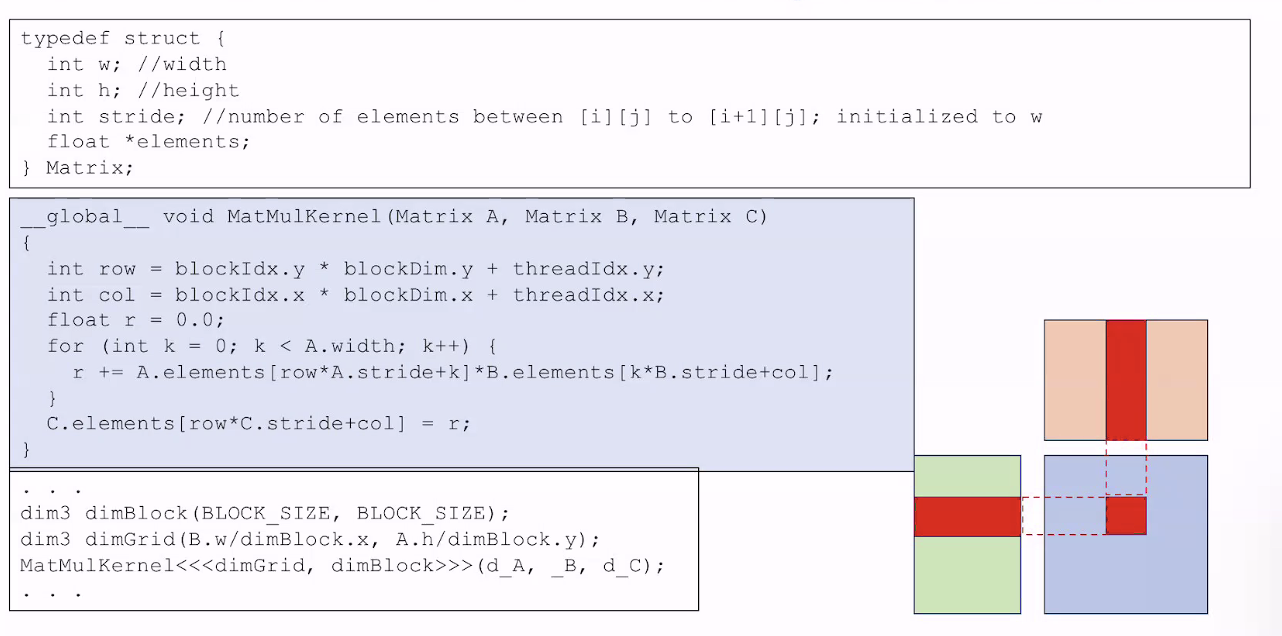 typedef struct {
int w; //width
int h; //height
int stride; //number of elements between [i][j] to [i+1][j]; initialized to w
float *elements;
} Matrix;
__global__ void MatMulKernel(Matrix A, Matrix B, Matrix C)
{
int row = blockIdx.y * blockDim.y + threadIdx.y;
int col = blockIdx.x * blockDim.x + threadIdx.x;
float r = 0.0;
for (int k = 0; k < A.width; k++) {
r += A.elements[row*A.stride+k]*B.elements[k*B.stride+col];
}
C.elements[row*C.stride+col] = r;
}
. . .
dim3 dimBlock(BLOCK_SIZE, BLOCK_SIZE);
dim3 dimGrid(B.w/dimBlock.x, A.h/dimBlock.y);
MatMulKernel<<<dimGrid, dimBlock>>>(d_A, _B, d_C);
. . .